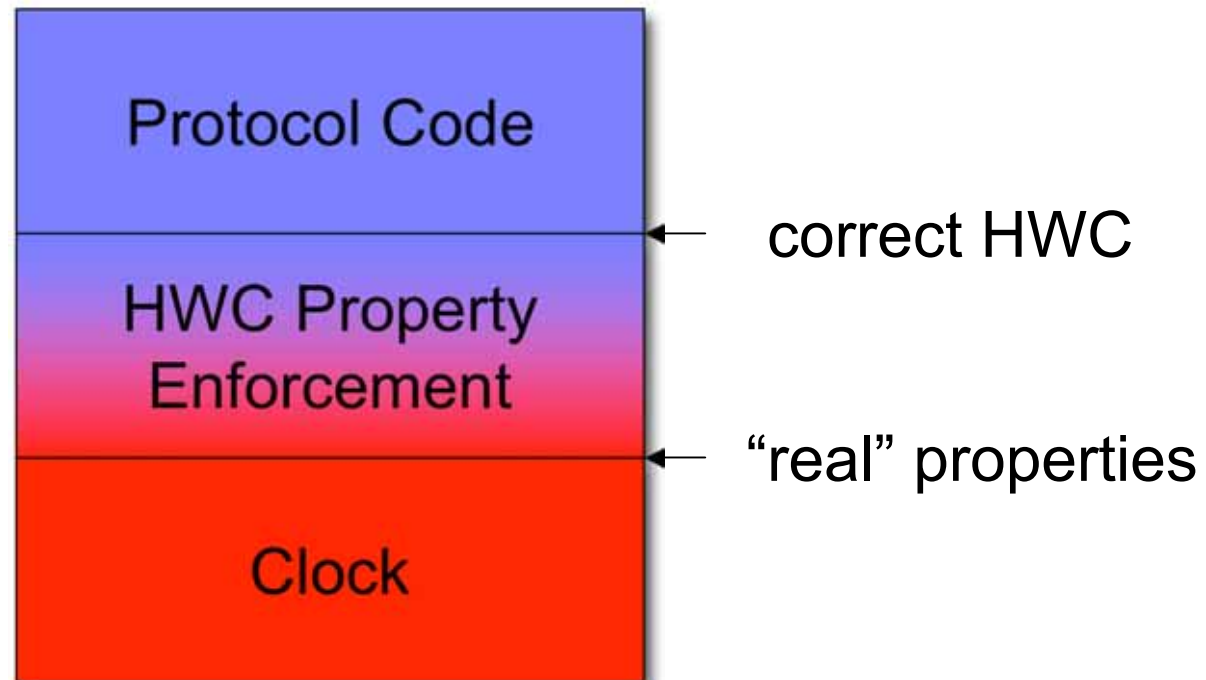 Protocol Code
correct HWC
HWC Property
Enforcement
“real” properties
Clock